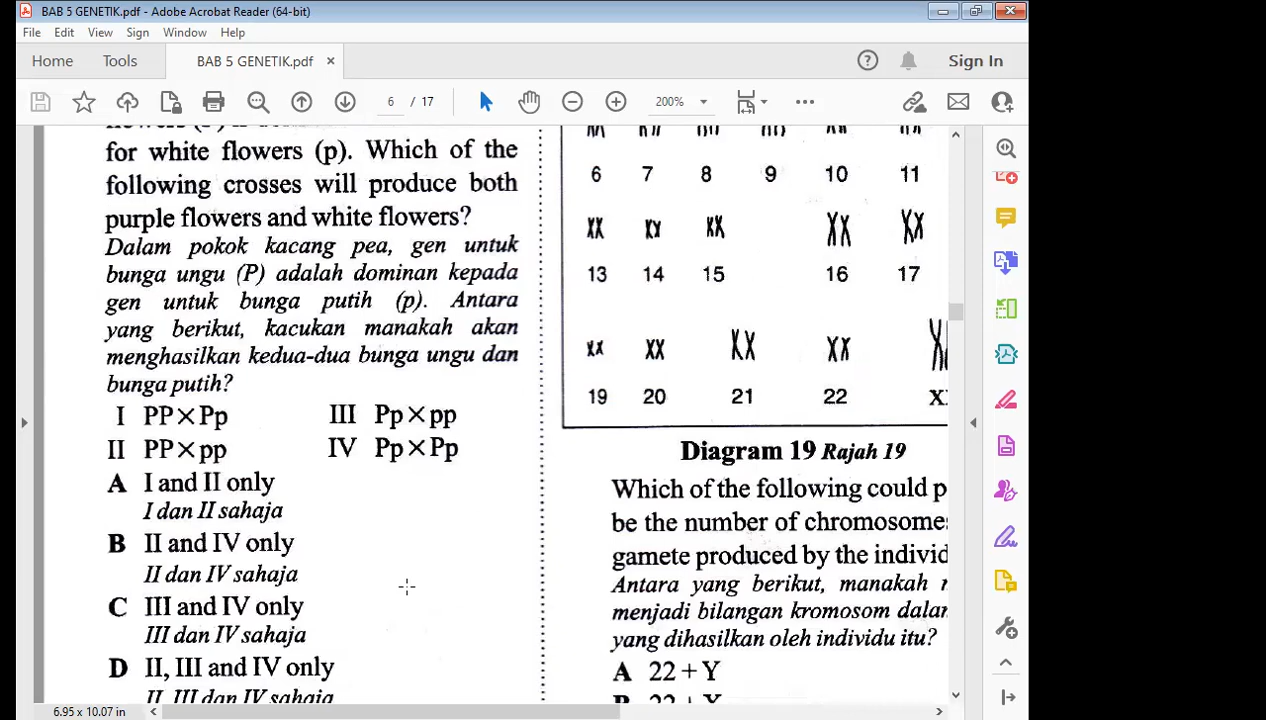 BAB 5 GENETIK.pdf - Adobe Acrobat Reader (64-bit)
File Edit View Sign Window Help
Home Tools BAB 5 GENETIK.pdf × Sign In
6 / 17 200%
for white flowers (p). Which of the
following crosses will produce both
purple flowers and white flowers?
Dalam pokok kacang pea, gen untuk
bunga ungu (P) adalah dominan kepada
gen untuk bunga putih (p). Antara
yang berikut, kacukan manakah akan
menghasilkan kedua-dua bunga ungu dan
bunga putih?
I PP×Pp III Pp×pp
II PP×pp IV Pp×Pp
A I and II only
I dan II sahaja
B II and IV only
II dan IV sahaja
C III and IV only
III dan IV sahaja
D II, III and IV only
II, III dan IV sahaja
6 7 8 9 10 11
13 14 15 16 17
19 20 21 22
Diagram 19 Rajah 19
Which of the following could
be the number of chromosomes
gamete produced by the
Antara yang berikut, manakah
menjadi bilangan kromosom
yang dihasilkan oleh individu itu?
A 22 + Y
6.95 x 10.07 in